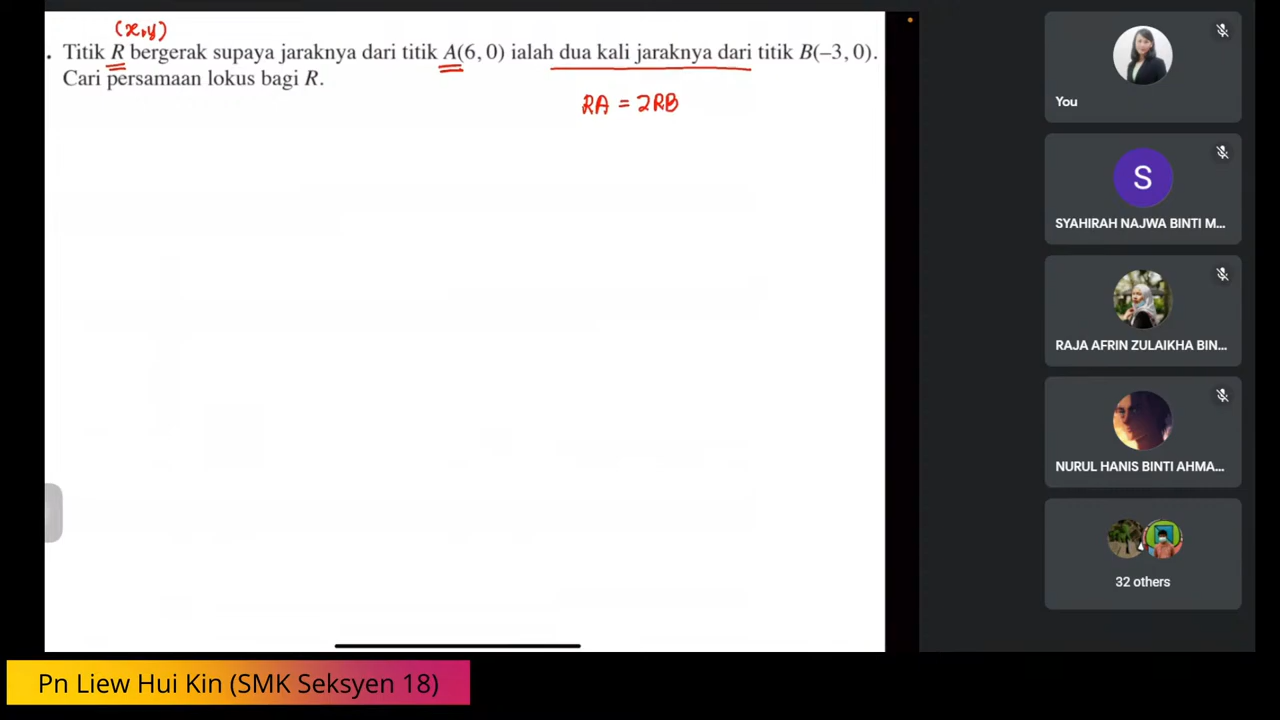 (x,y)
. Titik R bergerak supaya jaraknya dari titik A(6, 0) ialah dua kali jaraknya dari titik B(–3, 0).
Cari persamaan lokus bagi R.
RA = 2RB
You
S
SYAHIRAH NAJWA BINTI M...
RAJA AFRIN ZULAIKHA BIN...
NURUL HANIS BINTI AHMA...
32 others
Pn Liew Hui Kin (SMK Seksyen 18)